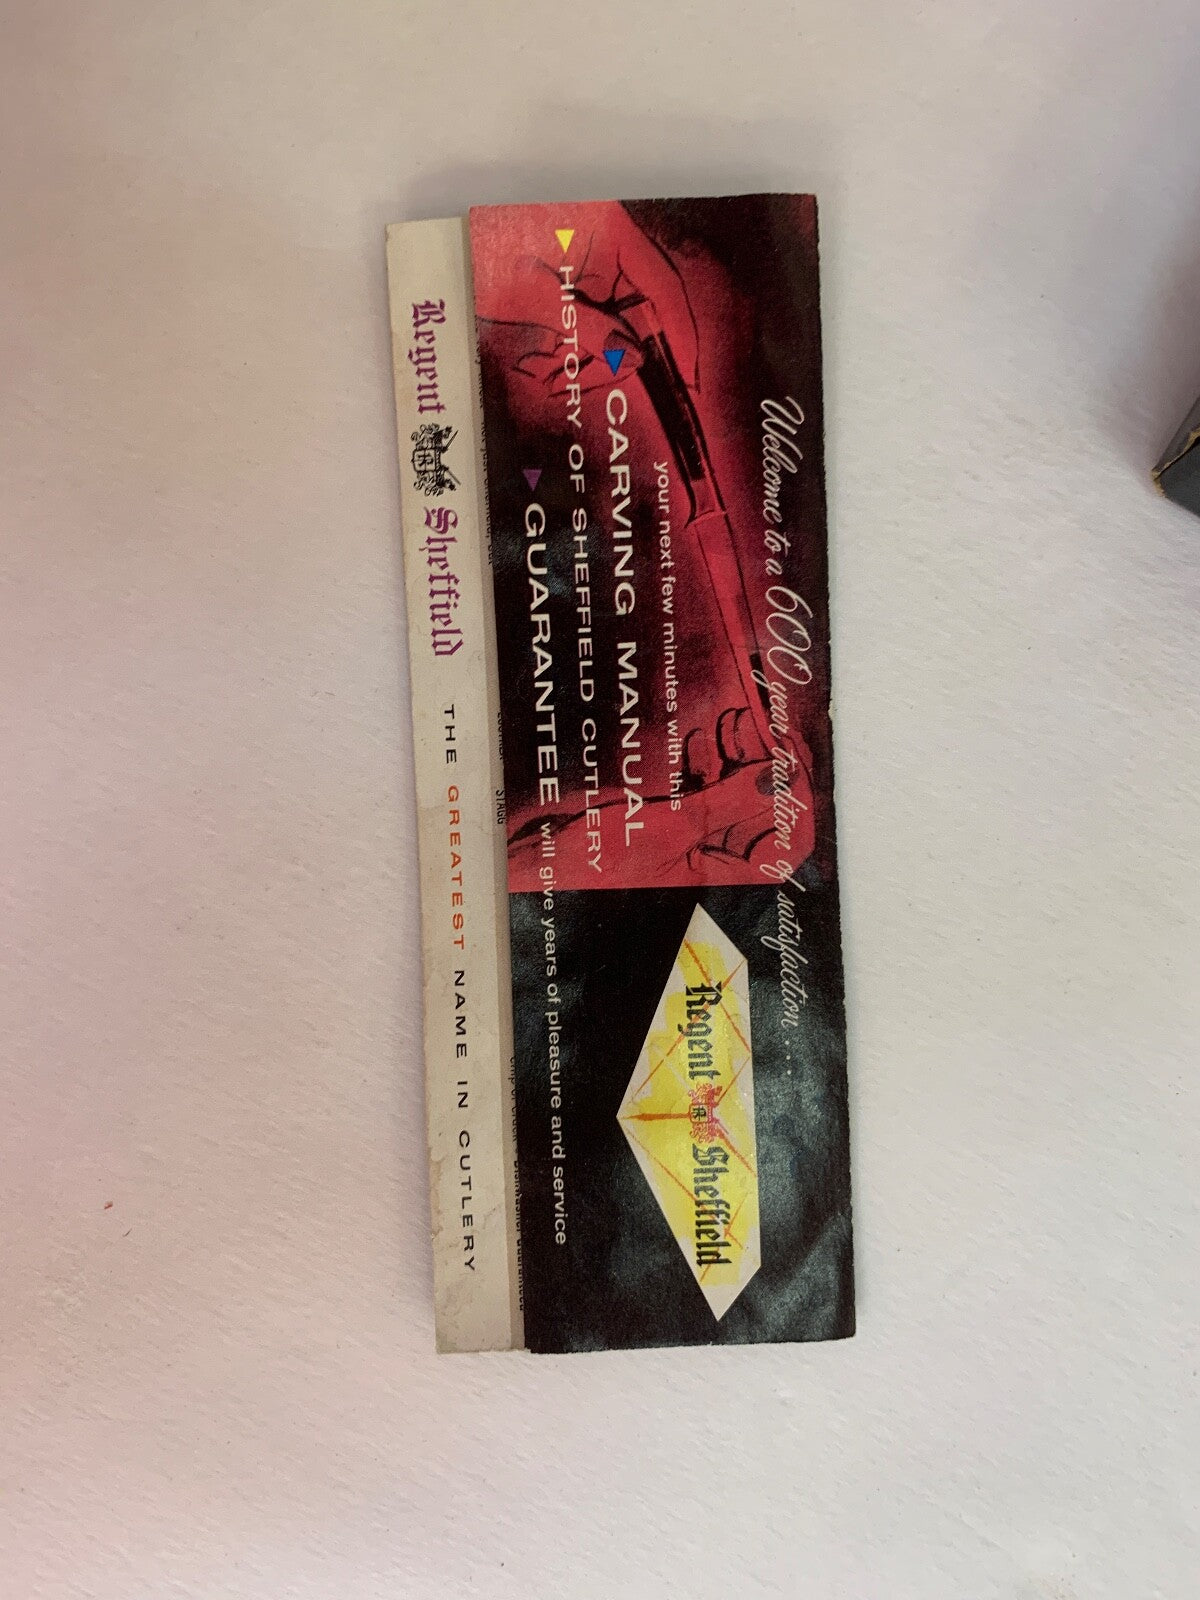 Welcome to a 600 year tradition of satisfaction....
Regent Sheffield
your next few minutes with this
CARVING MANUAL
HISTORY OF SHEFFIELD CUTLERY
GUARANTEE will give years of pleasure and service
STAGG
Regent Sheffield THE GREATEST NAME IN CUTLERY